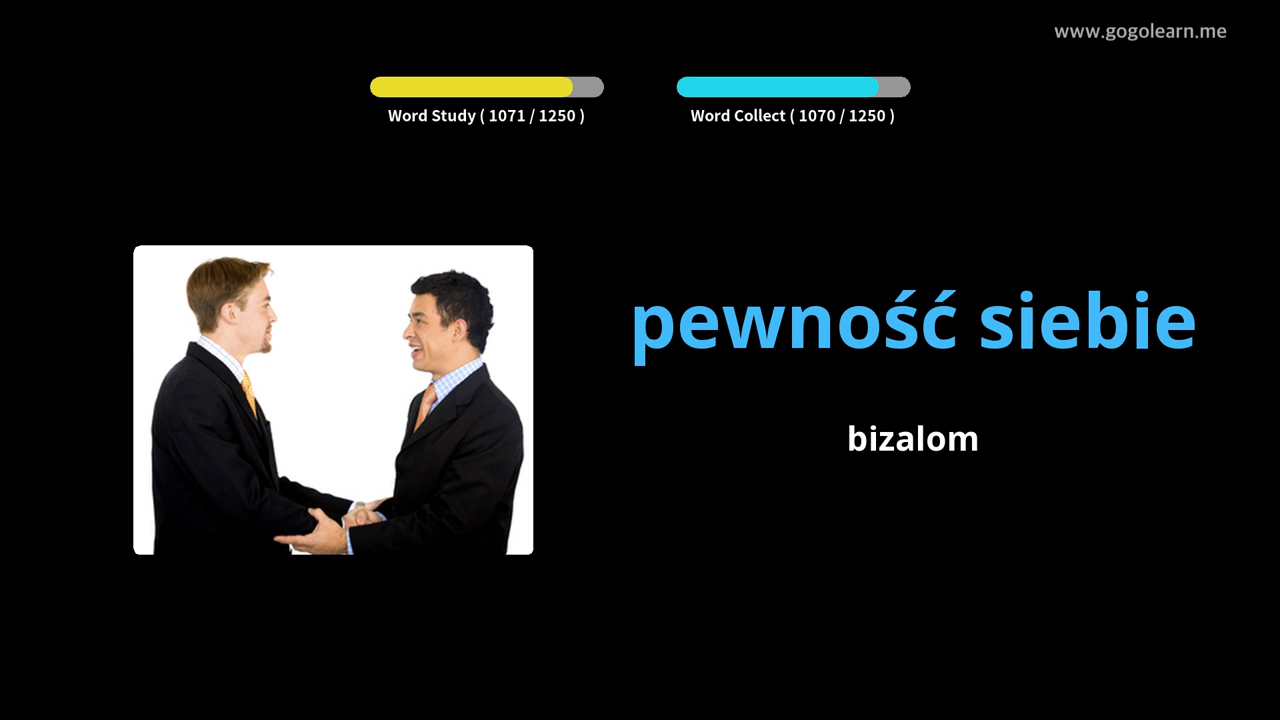 www.gogolearn.me
Word Study ( 1071 / 1250 )
Word Collect ( 1070 / 1250 )
pewność siebie
bizalom